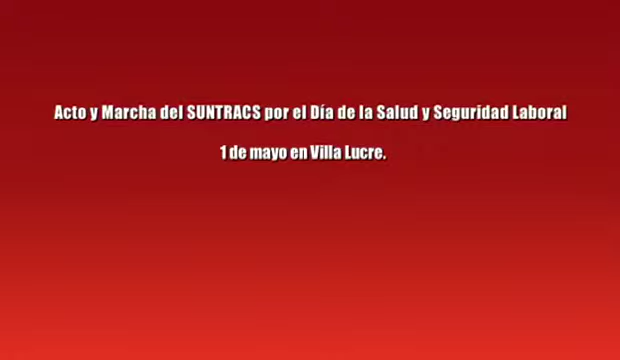 Acto y Marcha del SUNTRACS por el Día de la Salud y Seguridad Laboral
1 de mayo en Villa Lucre.